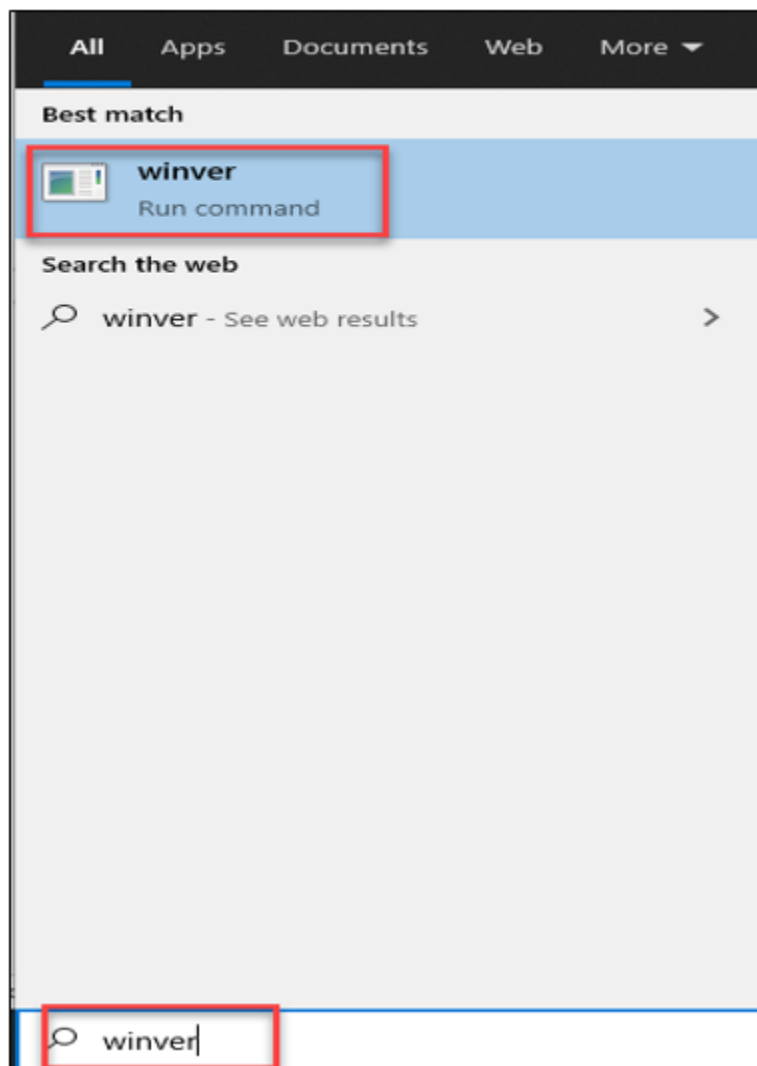 All Apps Documents Web More
Best match
winver
Run command
Search the web
winver - See web results
winver